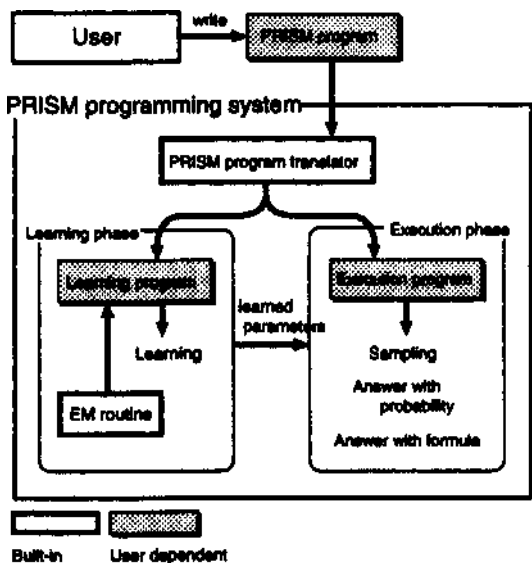 User
write
PRISM program
PRISM programming system
PRISM program translator
Learning phase
Execution phase
Learning program
Execution program
learned
parameters
Learning
Sampling
EM routine
Answer with
probability
Answer with formula
Built-in
User dependent